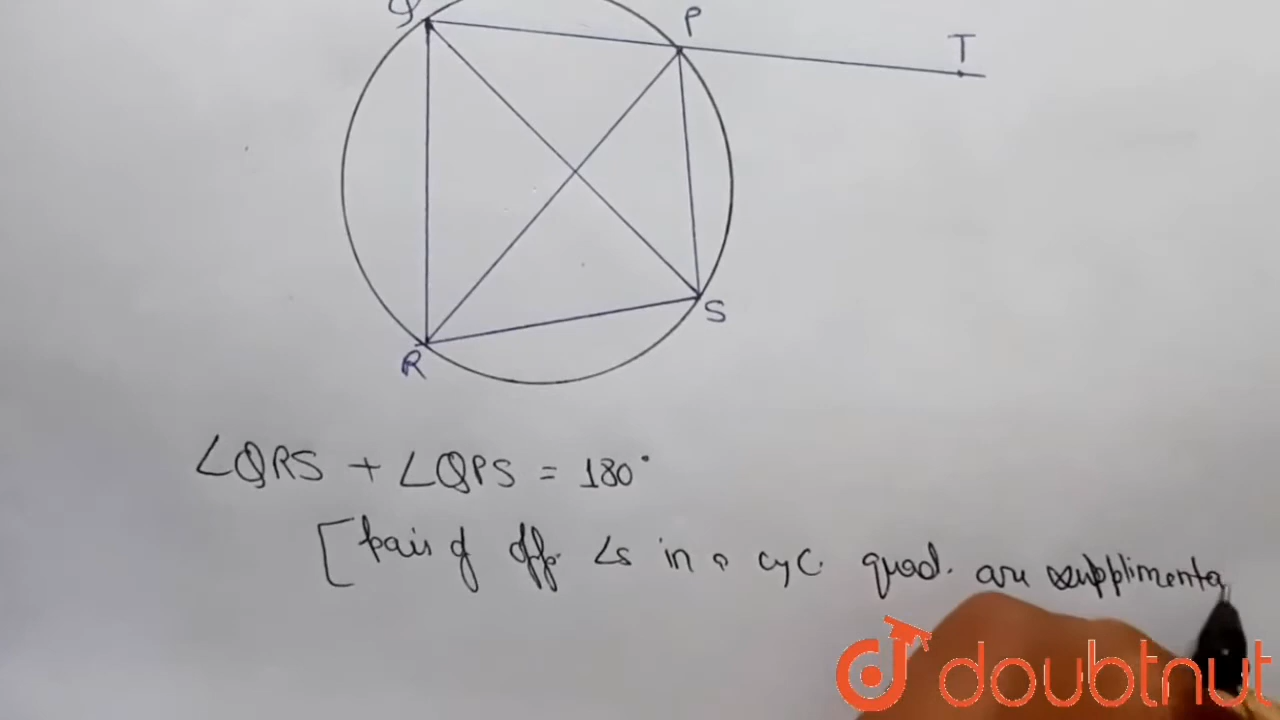 Q
P
T
S
R
∠QRS + ∠QPS = 180°
[pair of opp. ∠s in a cyc. quad. are supplimenta
doubtnut